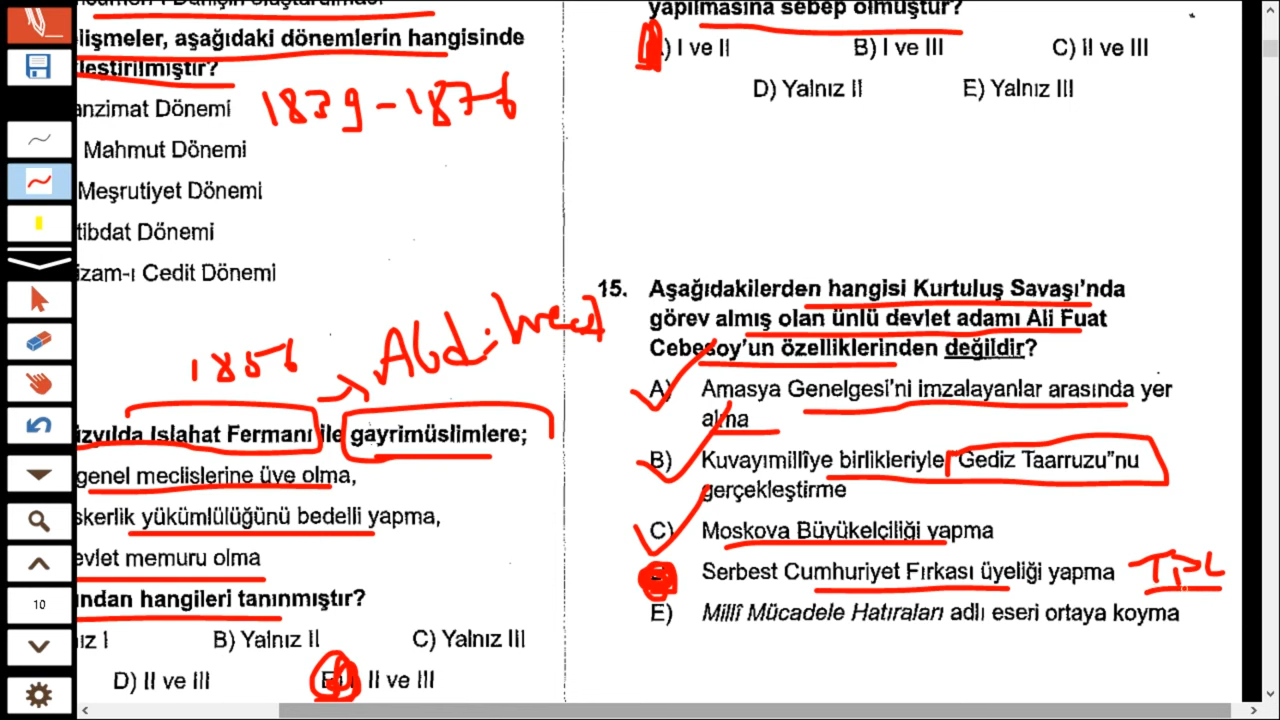 lişmeler, aşağıdaki dönemlerin hangisinde
leştirilmiştir?
anzimat Dönemi 1839-1876
Mahmut Dönemi
Meşrutiyet Dönemi
tibdat Dönemi
izam-ı Cedit Dönemi
1856
izyılda Islahat Fermanı ile gayrimüslimlere;
genel meclislerine üye olma,
skerlik yükümlülüğünü bedelli yapma,
evlet memuru olma
ından hangileri tanınmıştır?
ız I B) Yalnız II C) Yalnız III
D) II ve III II ve III
yapılmasına sebep olmuştur?
) I ve II B) I ve III C) II ve III
D) Yalnız II E) Yalnız III
15. Aşağıdakilerden hangisi Kurtuluş Savaşı’nda
görev almış olan ünlü devlet adamı Ali Fuat
Cebesoy’un özelliklerinden değildir?
A) Amasya Genelgesi’ni imzalayanlar arasında yer
alma
B) Kuvayımillîye birlikleriyle Gediz Taarruzu”nu
gerçekleştirme
C) Moskova Büyükelçiliği yapma
Serbest Cumhuriyet Fırkası üyeliği yapma
E) Millî Mücadele Hatıraları adlı eseri ortaya koyma
10